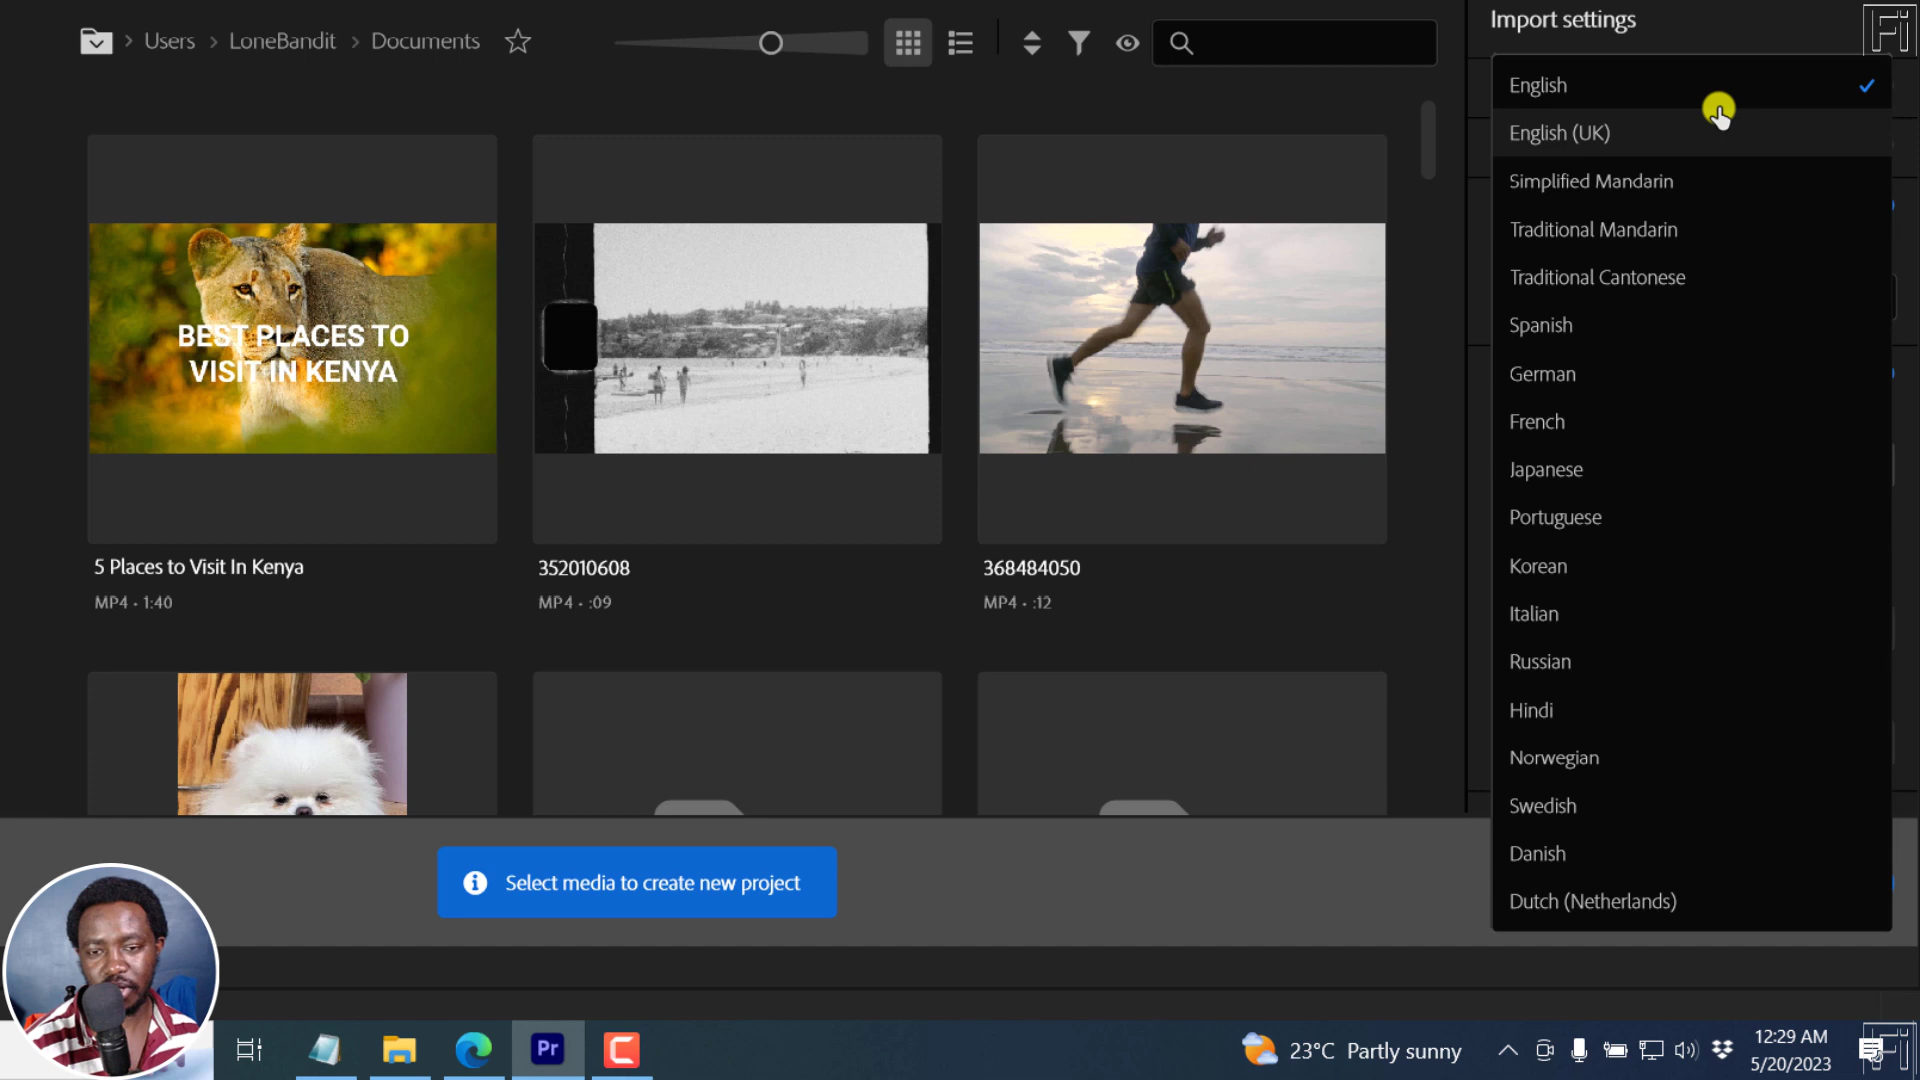 Users > LoneBandit > Documents
Import settings
Fi
English
English (UK)
Simplified Mandarin
Traditional Mandarin
Traditional Cantonese
Spanish
German
French
Japanese
Portuguese
Korean
Italian
Russian
Hindi
Norwegian
Swedish
Danish
Dutch (Netherlands)
BEST PLACES TO
VISIT IN KENYA
5 Places to Visit In Kenya
MP4 • 1:40
352010608
MP4 • :09
368484050
MP4 • :12
Select media to create new project
Pr
23°C Partly sunny
12:29 AM
5/20/2023